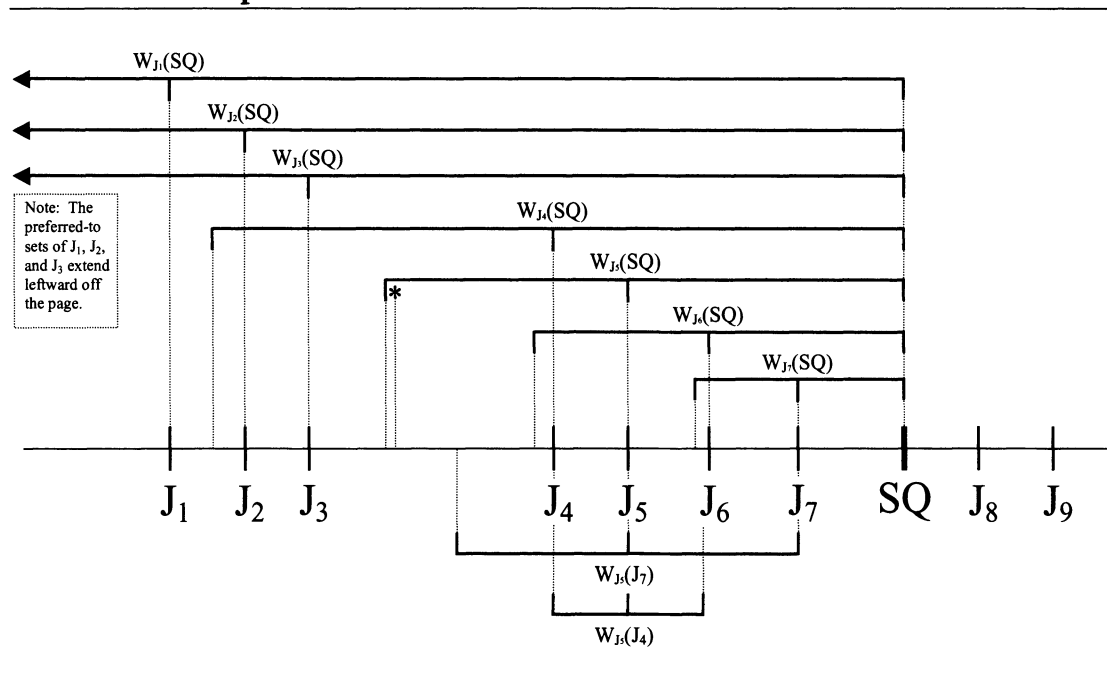 W_J₁(SQ)
W_J₂(SQ)
W_J₃(SQ)
Note: The
preferred-to
sets of J₁, J₂,
and J₃ extend
leftward off
the page.
W_J₄(SQ)
W_J₅(SQ)
*
W_J₆(SQ)
W_J₇(SQ)
J₁ J₂ J₃ J₄ J₅ J₆ J₇ SQ J₈ J₉
W_J₅(J₇)
W_J₅(J₄)